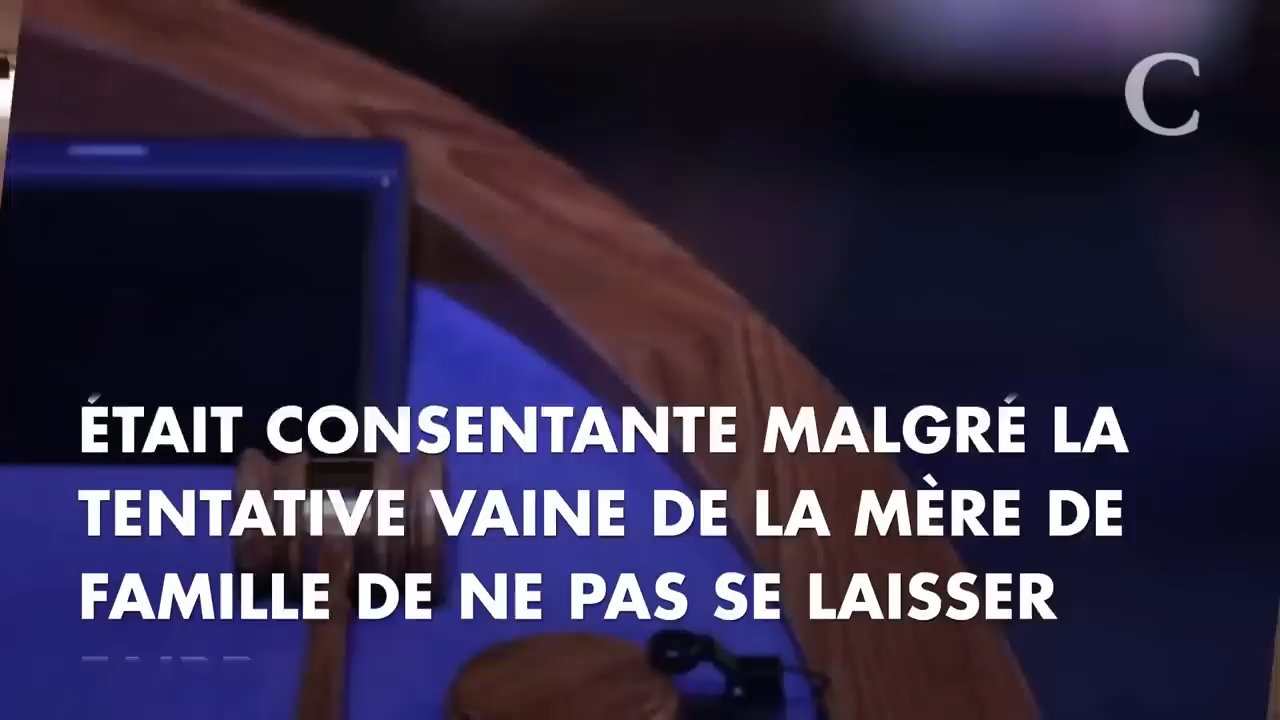 C
ÉTAIT CONSENTANTE MALGRÉ LA
TENTATIVE VAINE DE LA MÈRE DE
FAMILLE DE NE PAS SE LAISSER